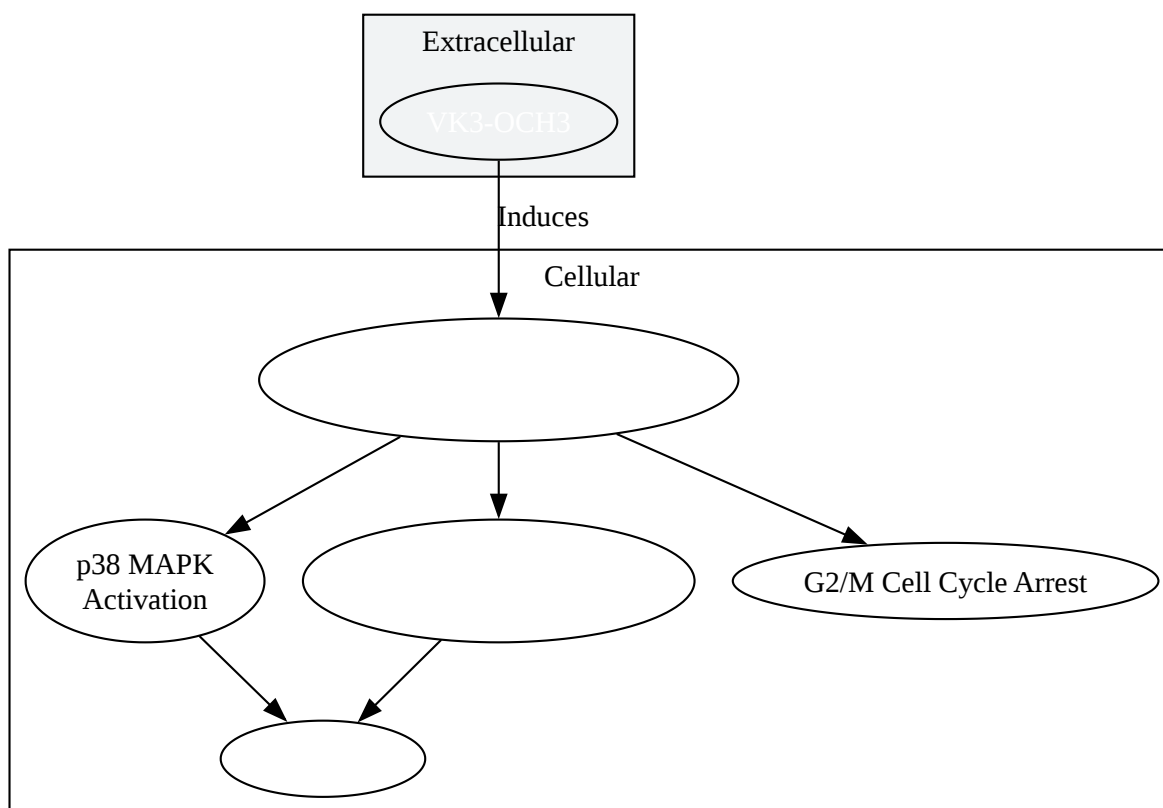 Extracellular
VK3-OCH3
Induces
Cellular
p38 MAPK
Activation
G2/M Cell Cycle Arrest